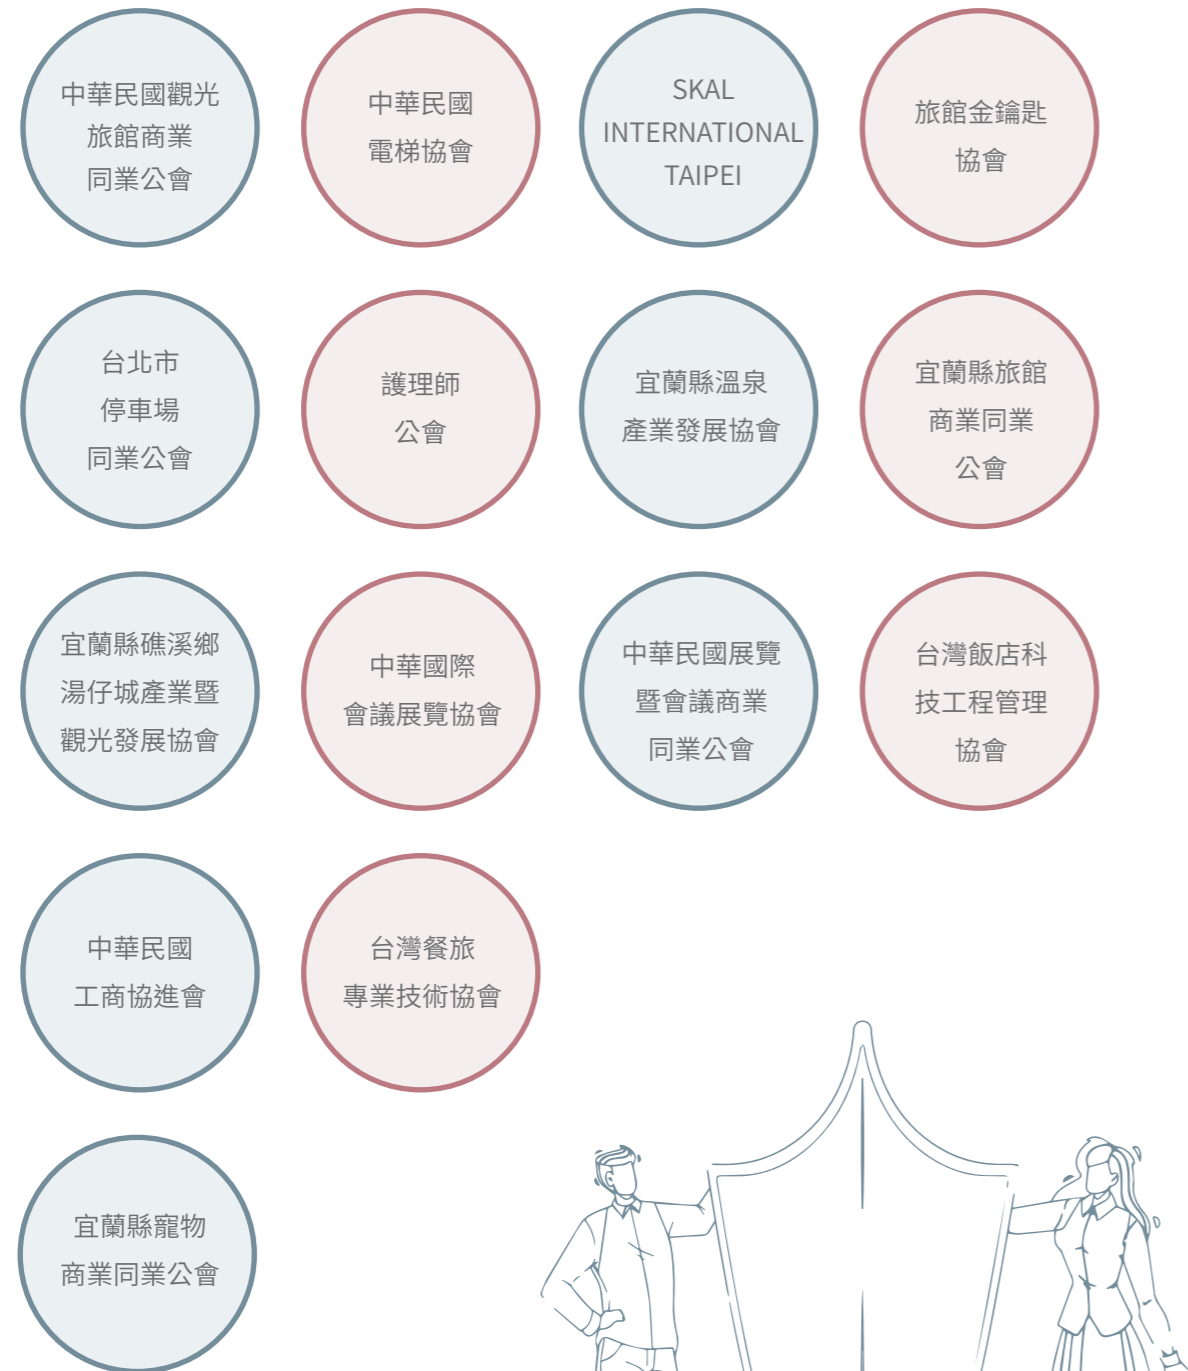 中華民國觀光
旅館商業
同業公會
中華民國
電梯協會
SKAL
INTERNATIONAL
TAIPEI
旅館金鑰匙
協會
台北市
停車場
同業公會
護理師
公會
宜蘭縣溫泉
產業發展協會
宜蘭縣旅館
商業同業
公會
宜蘭縣礁溪鄉
湯仔城產業暨
觀光發展協會
中華國際
會議展覽協會
中華民國展覽
暨會議商業
同業公會
台灣飯店科
技工程管理
協會
中華民國
工商協進會
台灣餐旅
專業技術協會
宜蘭縣寵物
商業同業公會